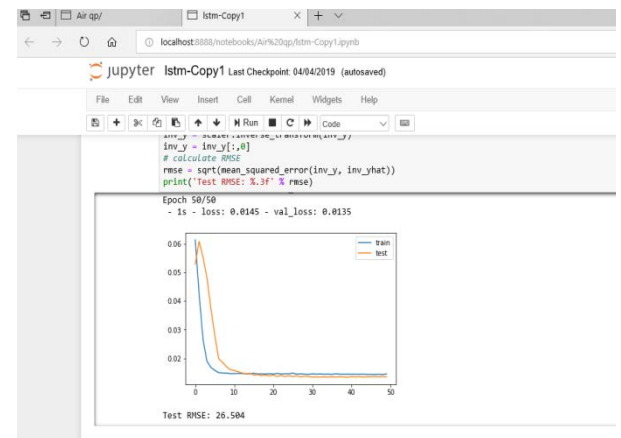 Air qp/
lstm-Copy1
localhost:8888/notebooks/Air%20qp/lstm-Copy1.ipynb
jupyter lstm-Copy1 Last Checkpoint: 04/04/2019 (autosaved)
File Edit View Insert Cell Kernel Widgets Help
Run Code
inv_y = scaler.inverse_transform(inv_y)
inv_y = inv_y[:,0]
# calculate RMSE
rmse = sqrt(mean_squared_error(inv_y, inv_yhat))
print('Test RMSE: %.3f' % rmse)
Epoch 50/50
- 1s - loss: 0.0145 - val_loss: 0.0135
train
test
0.06
0.05
0.04
0.03
0.02
0 10 20 30 40 50
Test RMSE: 26.504